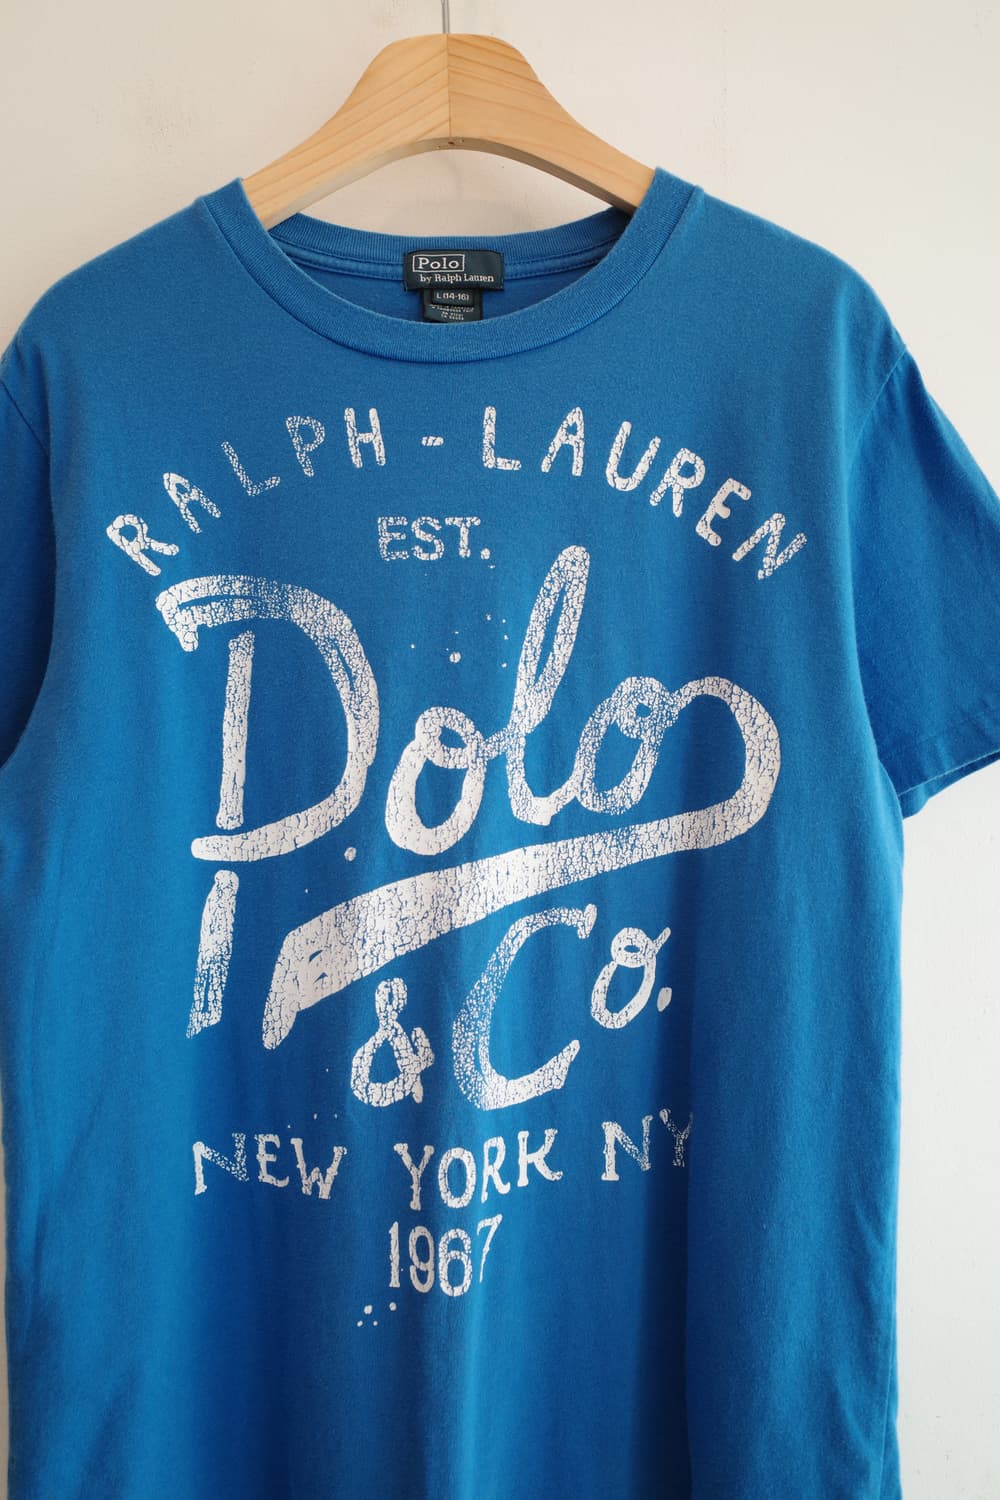 Polo
by Ralph Lauren
L (14-16)
RALPH - LAUREN
EST.
Polo
& Co.
NEW YORK NY
1967